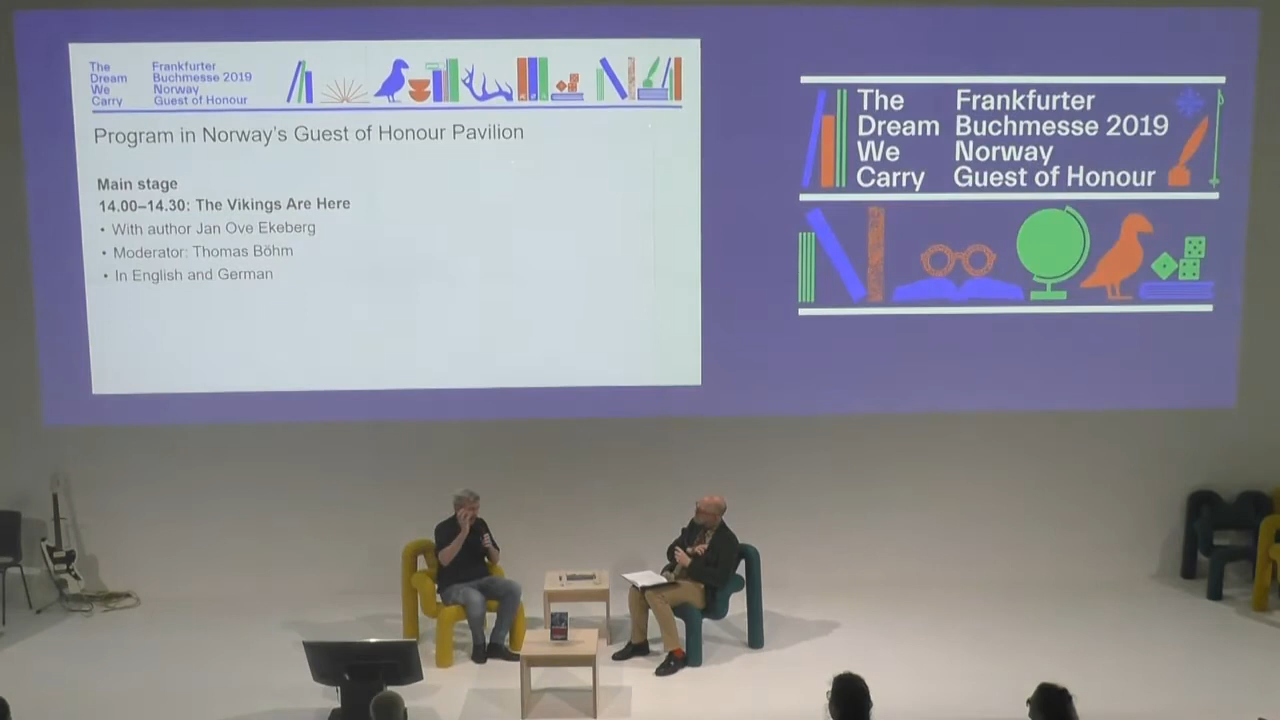 The
Dream
We
Carry
Frankfurter
Buchmesse 2019
Norway
Guest of Honour
Program in Norway's Guest of Honour Pavilion
Main stage
14.00–14.30: The Vikings Are Here
• With author Jan Ove Ekeberg
• Moderator: Thomas Böhm
• In English and German
The
Dream
We
Carry
Frankfurter
Buchmesse 2019
Norway
Guest of Honour